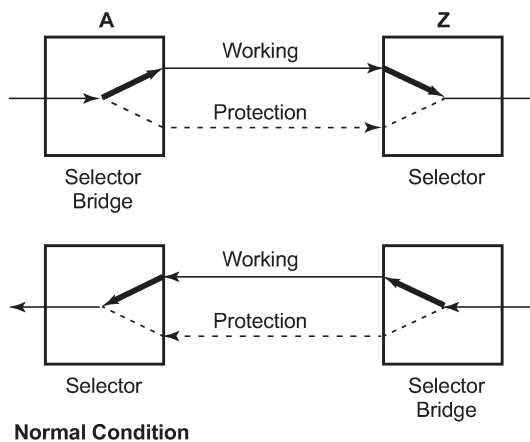 A
Z
Working
Protection
Selector
Bridge
Selector
Working
Protection
Selector
Selector
Bridge
Normal Condition